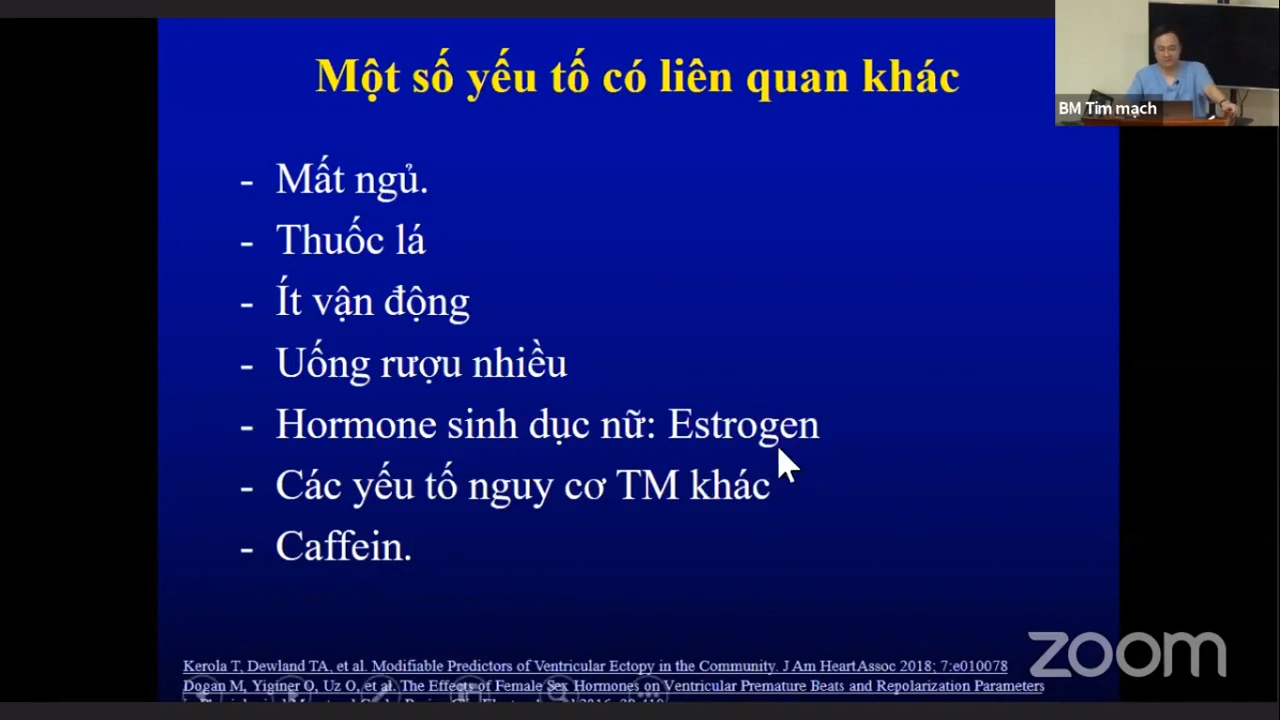 Một số yếu tố có liên quan khác
BM Tim mạch
- Mất ngủ.
- Thuốc lá
- Ít vận động
- Uống rượu nhiều
- Hormone sinh dục nữ: Estrogen
- Các yếu tố nguy cơ TM khác
- Caffein.
zoom
Kerola T, Dewland TA, et al. Modifiable Predictors of Ventricular Ectopy in the Community. J Am Heart Assoc 2018; 7:e010078
Dogan M, Yiginer O, Uz O, et al. The Effects of Female Sex Hormones on Ventricular Premature Beats and Repolarization Parameters